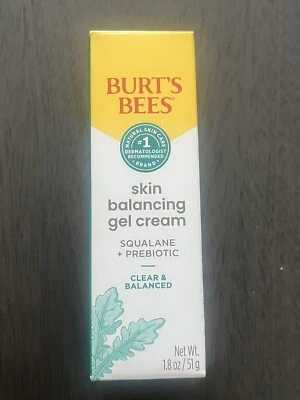 BURT'S
BEES
NATURAL SKIN CARE
#1
DERMATOLOGIST
RECOMMENDED
BRAND
skin
balancing
gel cream
SQUALANE
+ PREBIOTIC
CLEAR &
BALANCED
Net Wt.
1.8 oz / 51 g